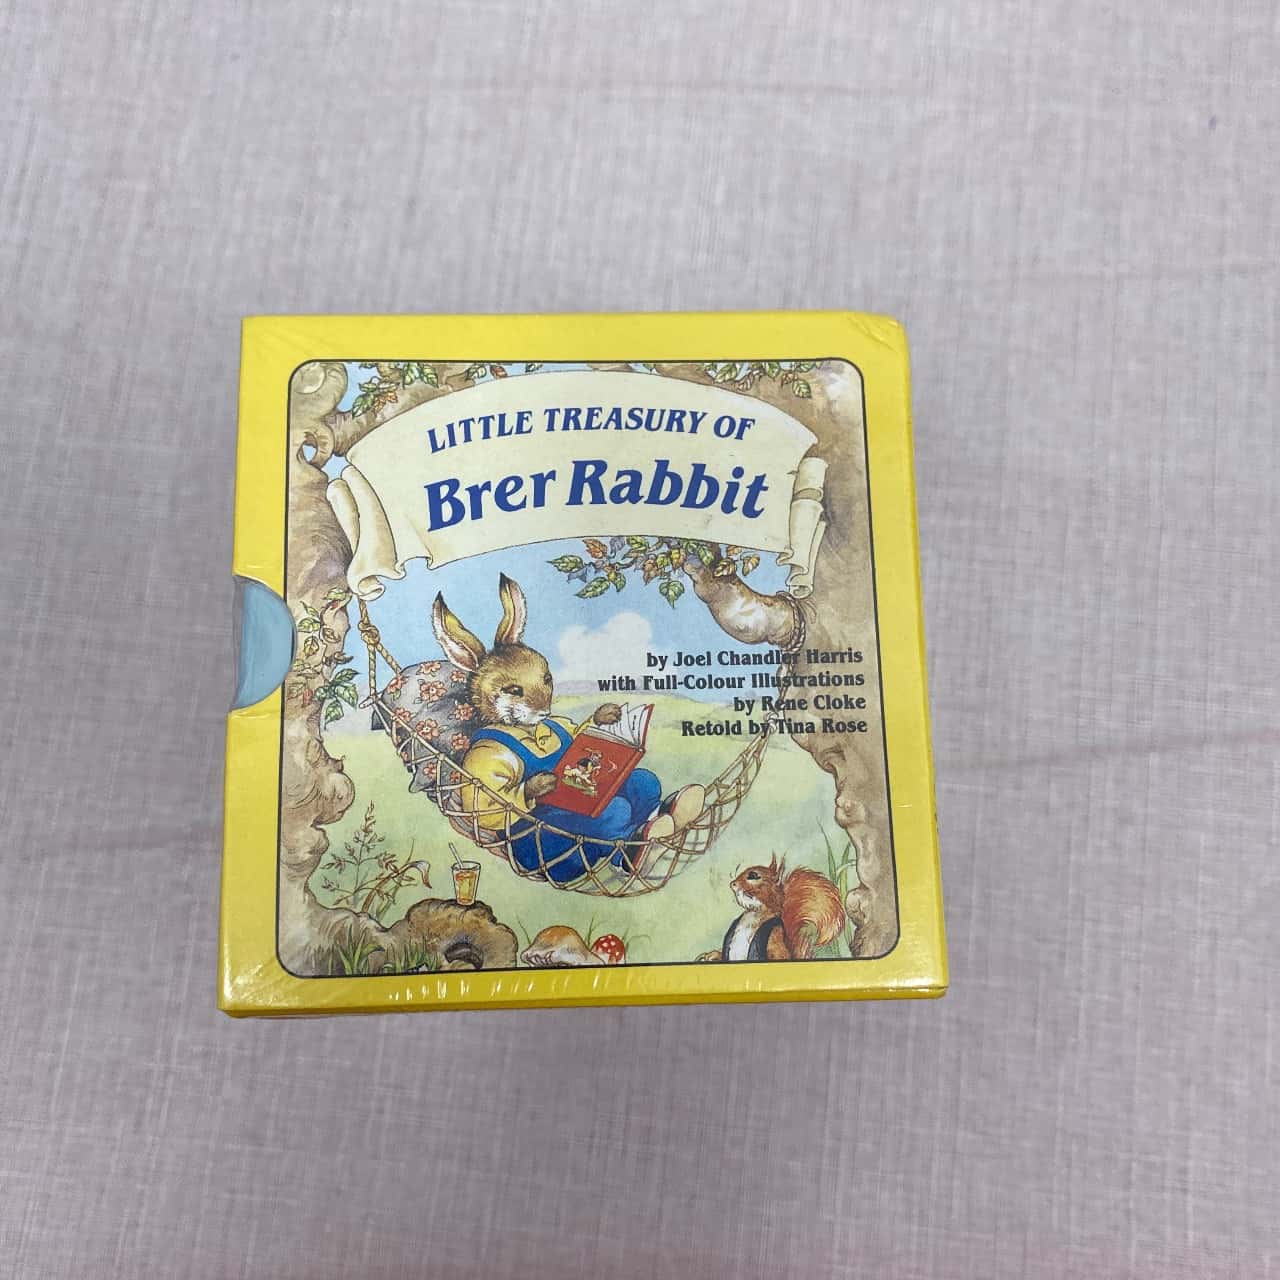 LITTLE TREASURY OF
Brer Rabbit
by Joel Chandler Harris
with Full-Colour Illustrations
by Rene Cloke
Retold by Tina Rose